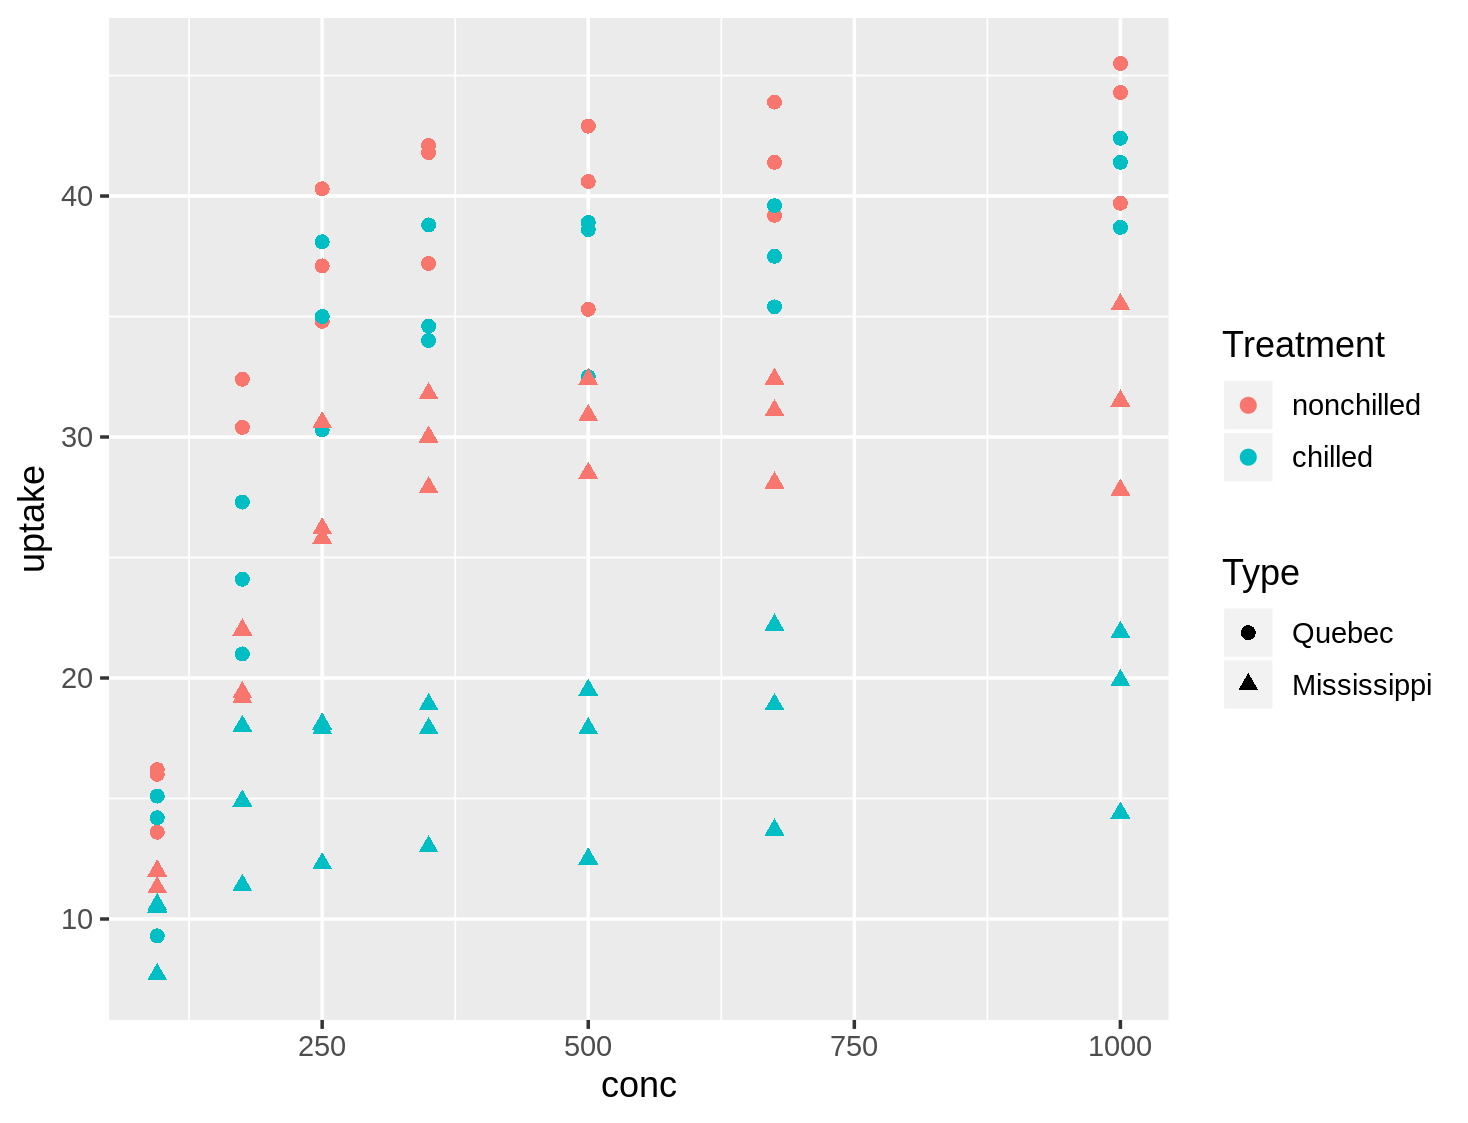 40
30
20
10
uptake
250 500 750 1000
conc
Treatment
nonchilled
chilled
Type
Quebec
Mississippi